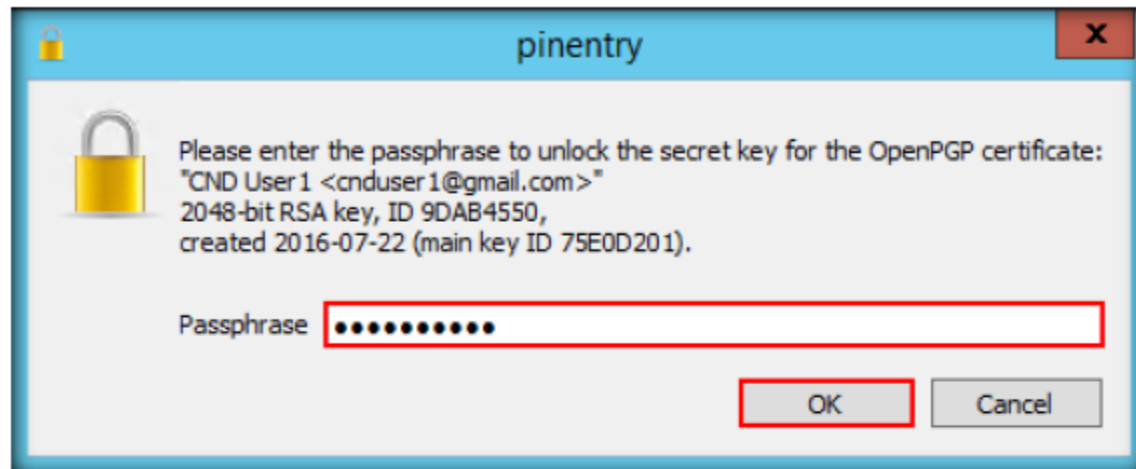 pinentry
x
Please enter the passphrase to unlock the secret key for the OpenPGP certificate:
"CND User1 <cnduser1@gmail.com>"
2048-bit RSA key, ID 9DAB4550,
created 2016-07-22 (main key ID 75E0D201).
Passphrase ●●●●●●●●●●
OK Cancel